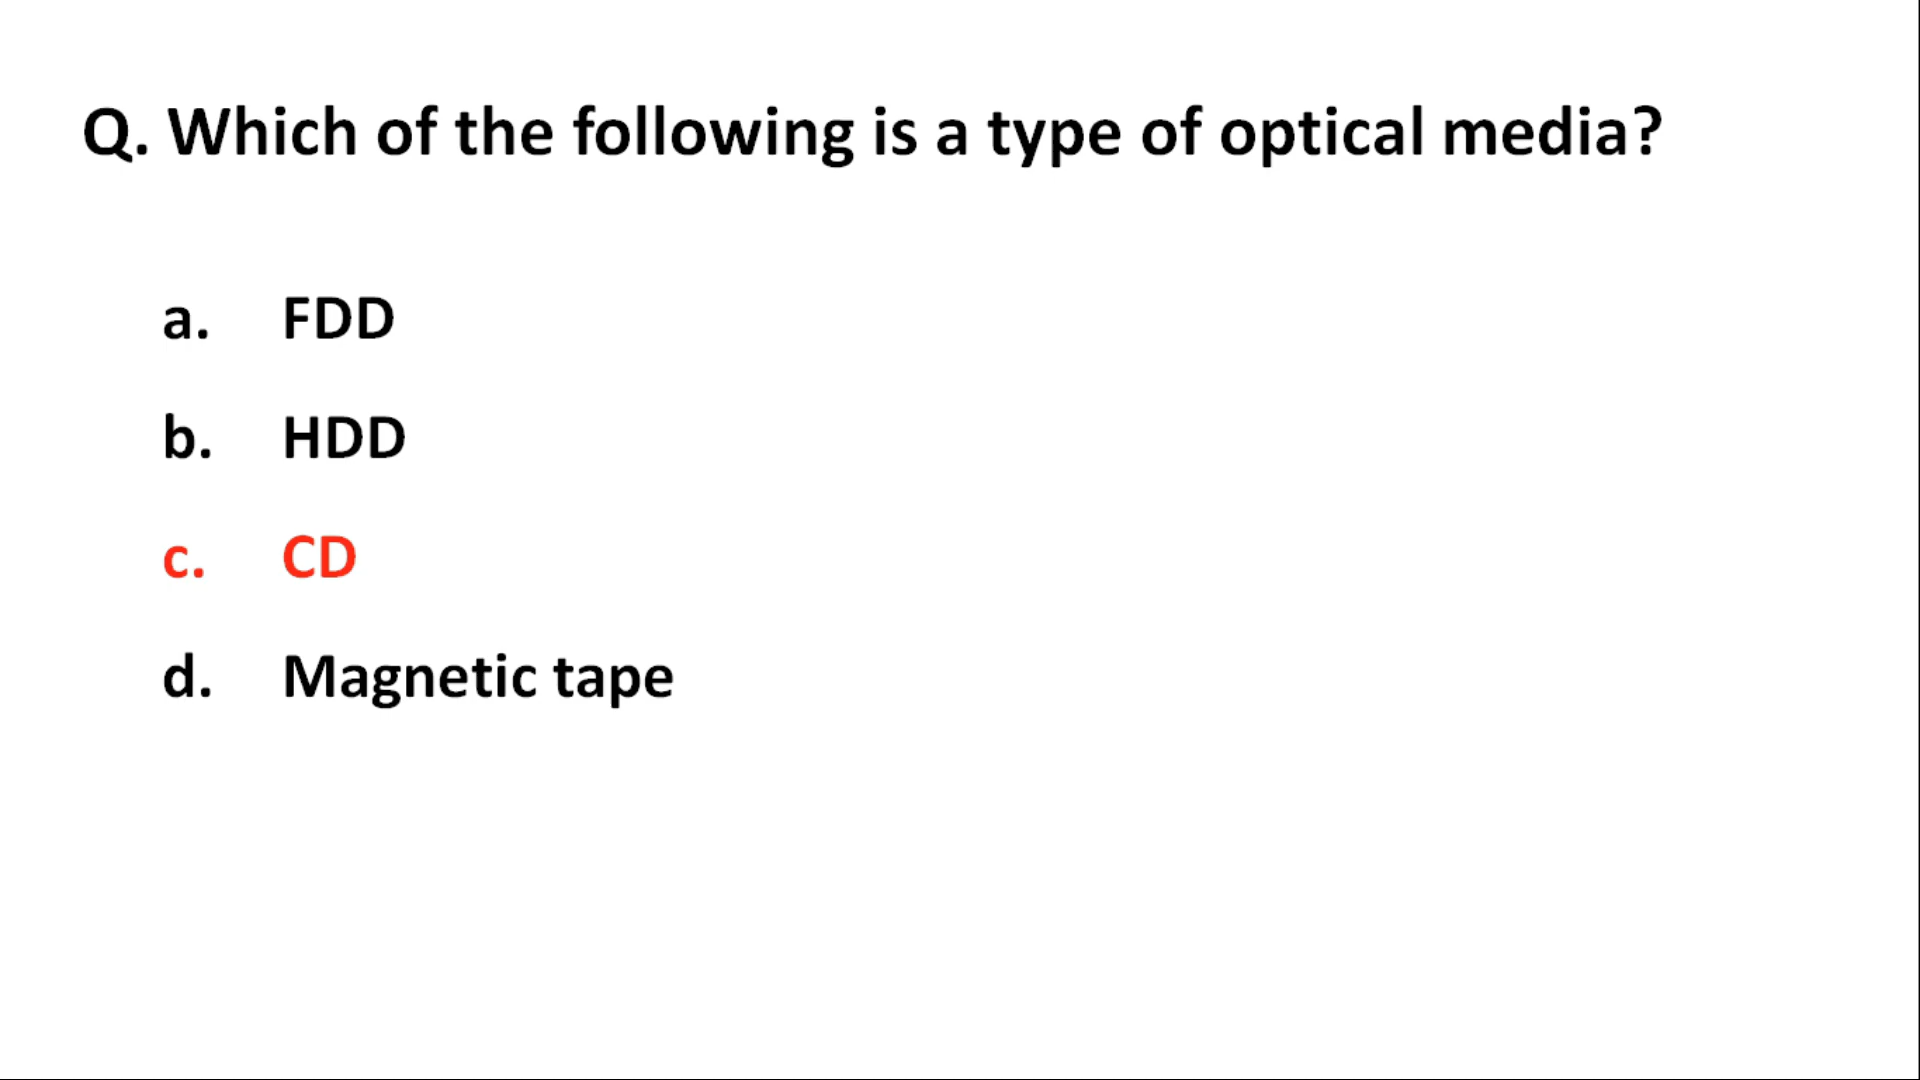 Q. Which of the following is a type of optical media?
a. FDD
b. HDD
c. CD
d. Magnetic tape